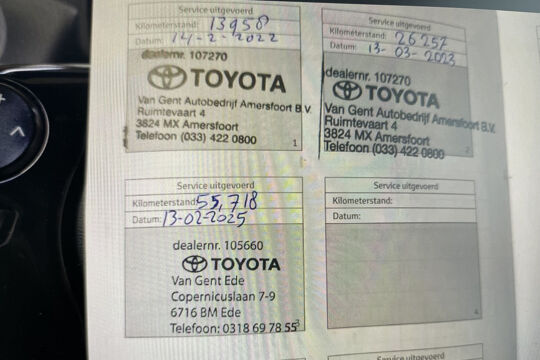 Service uitgevoerd
Kilometerstand: 13958
Datum: 14-2-2022
dealernr. 107270
TOYOTA
Van Gent Autobedrijf Amersfoort B.V.
Ruimtevaart 4
3824 MX Amersfoort
Telefoon (033) 422 0800
1
Service uitgevoerd
Kilometerstand: 26257
Datum: 13-03-2023
dealernr. 107270
TOYOTA
Van Gent Autobedrijf Amersfoort B.V.
Ruimtevaart 4
3824 MX Amersfoort
Telefoon (033) 422 0800
2
Service uitgevoerd
Kilometerstand: 55,718
Datum: 13-02-2025
dealernr. 105660
TOYOTA
Van Gent Ede
Copernicuslaan 7-9
6716 BM Ede
Telefoon: 0318 69 78 55
3
Service uitgevoerd
Kilometerstand:
Datum:
4
Service uitgevoerd